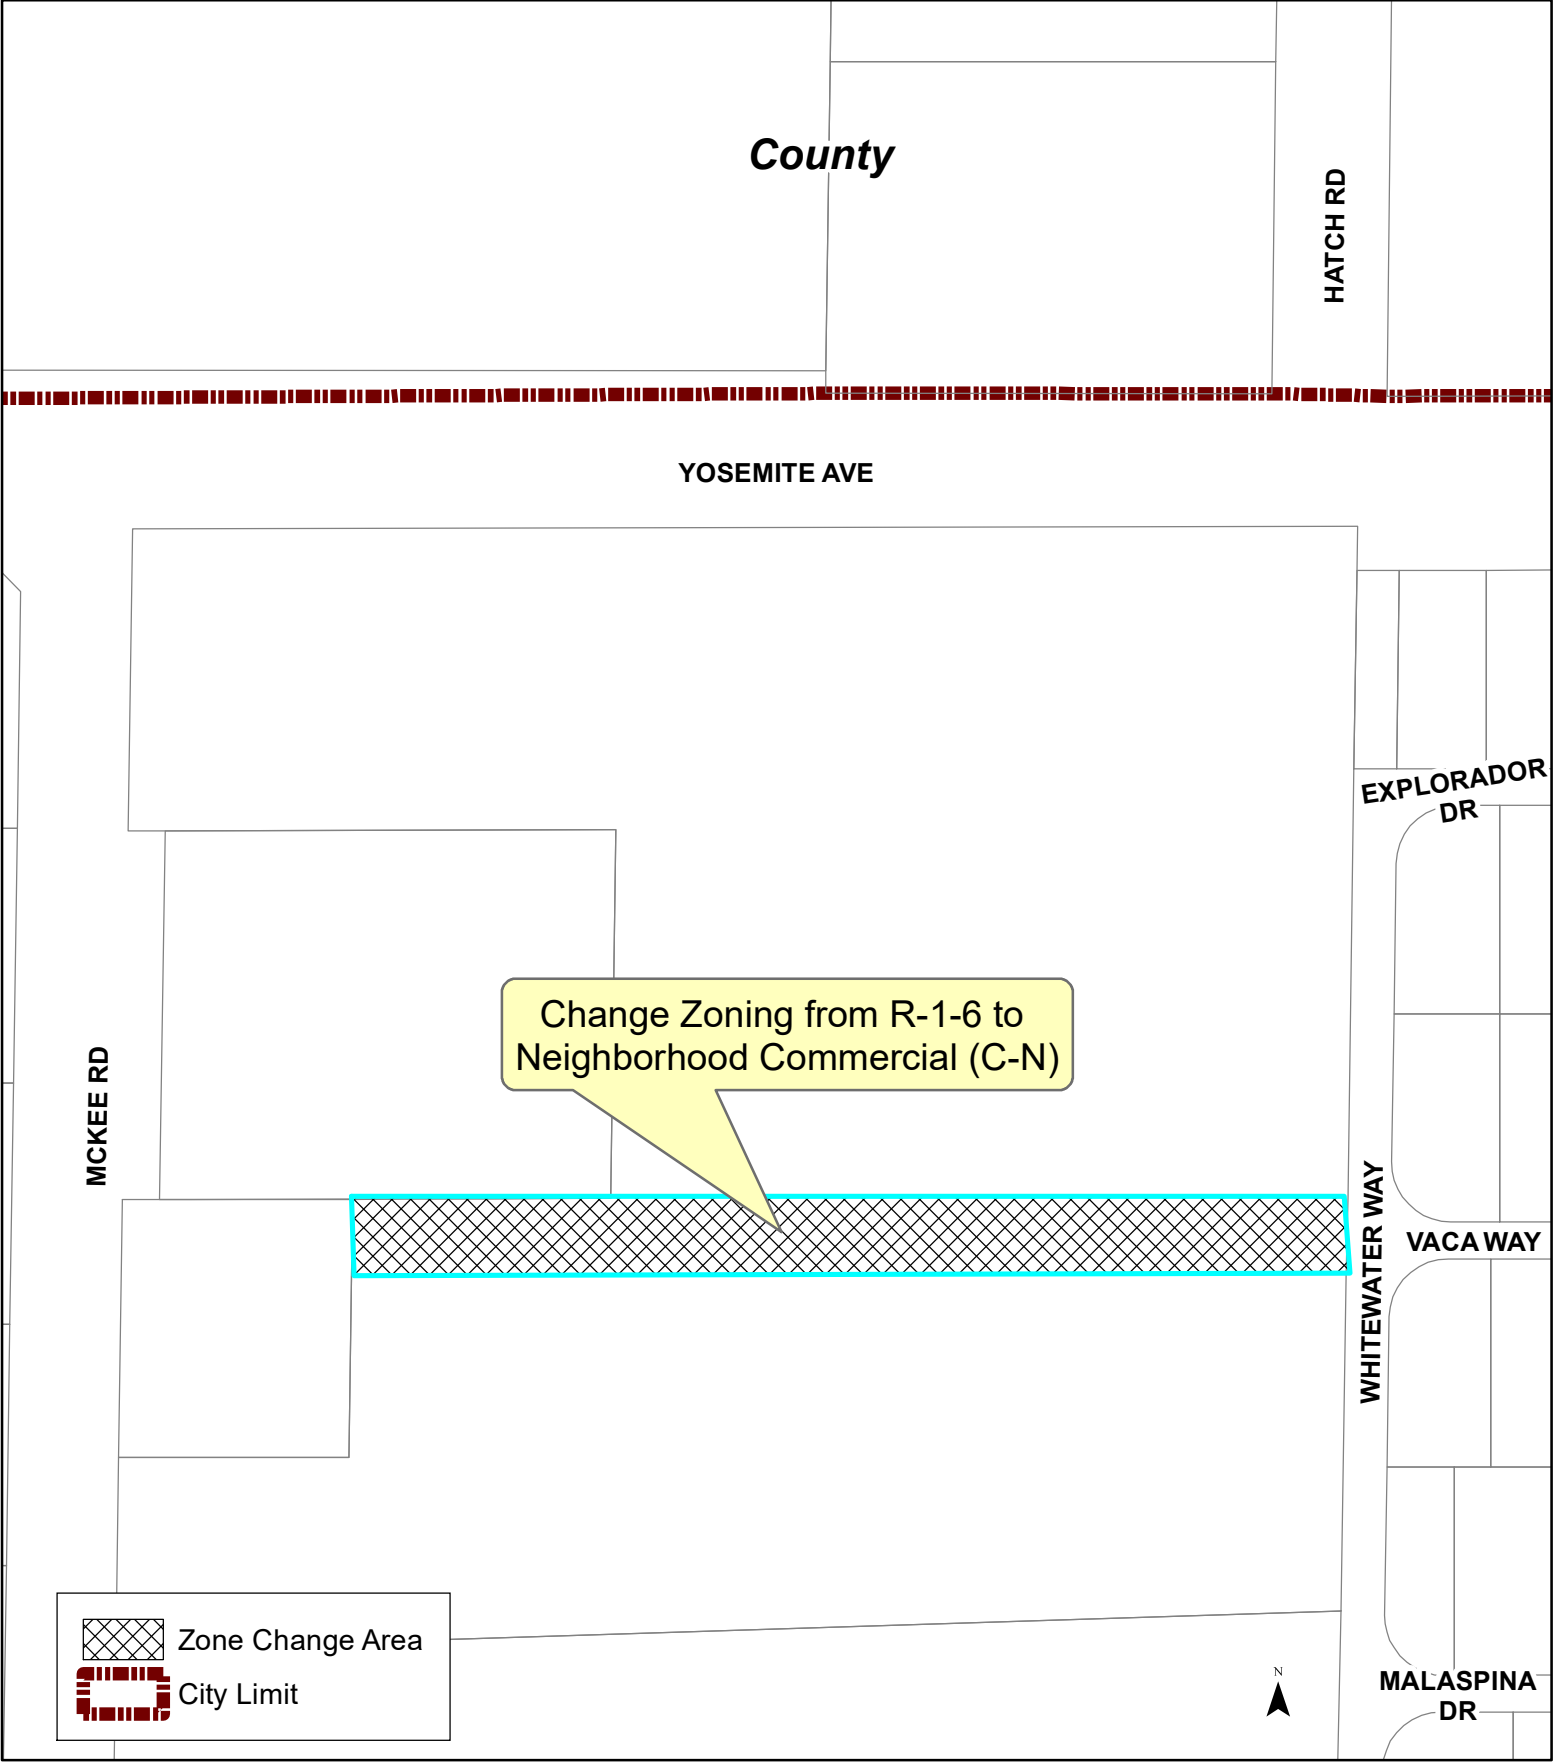 County
HATCH RD
YOSEMITE AVE
EXPLORADOR
DR
Change Zoning from R-1-6 to
Neighborhood Commercial (C-N)
MCKEE RD
WHITEWATER WAY
VACA WAY
Zone Change Area
City Limit
N
MALASPINA
DR